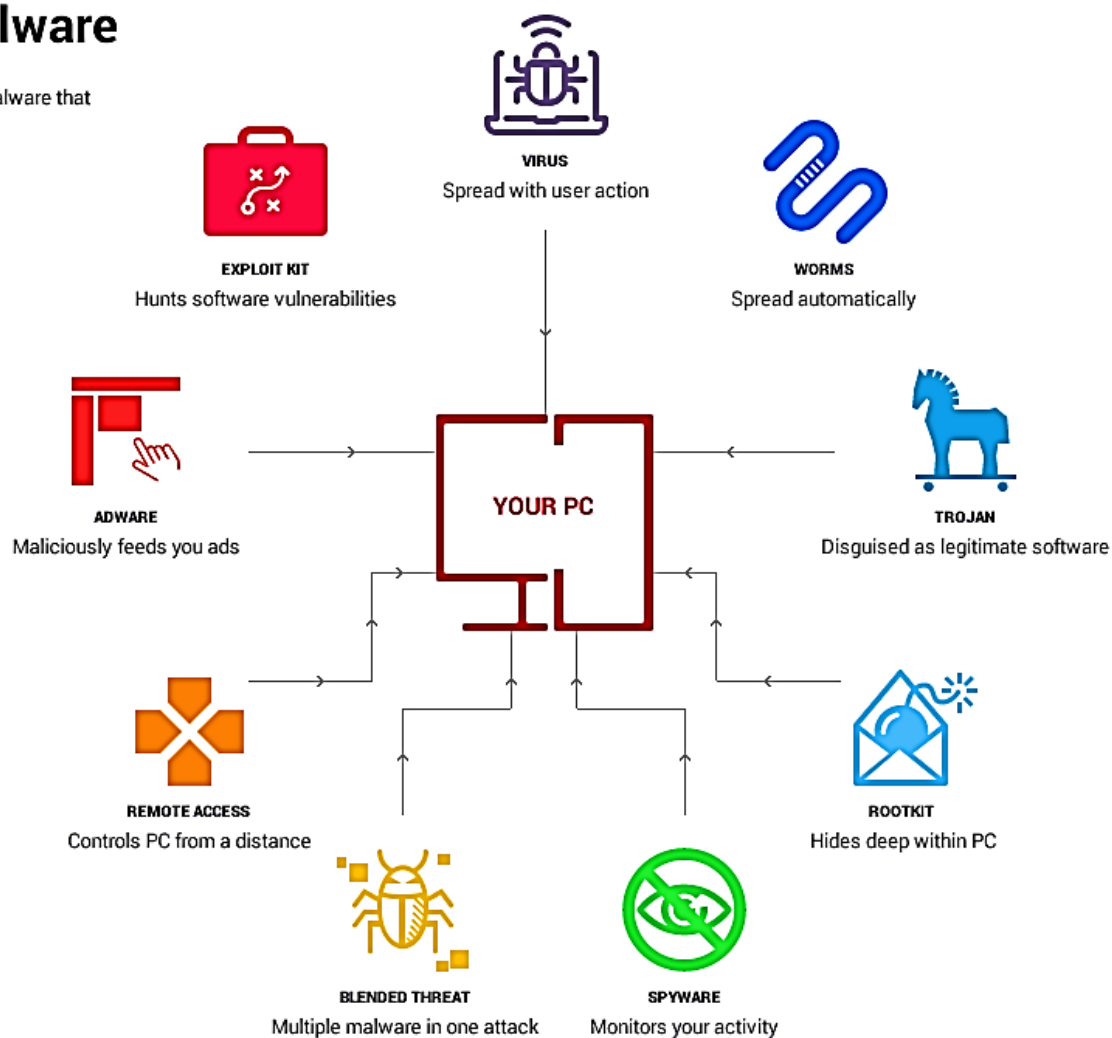 lware
alware that
VIRUS
Spread with user action
EXPLOIT KIT
Hunts software vulnerabilities
WORMS
Spread automatically
ADWARE
Maliciously feeds you ads
YOUR PC
TROJAN
Disguised as legitimate software
REMOTE ACCESS
Controls PC from a distance
ROOTKIT
Hides deep within PC
BLENDED THREAT
Multiple malware in one attack
SPYWARE
Monitors your activity